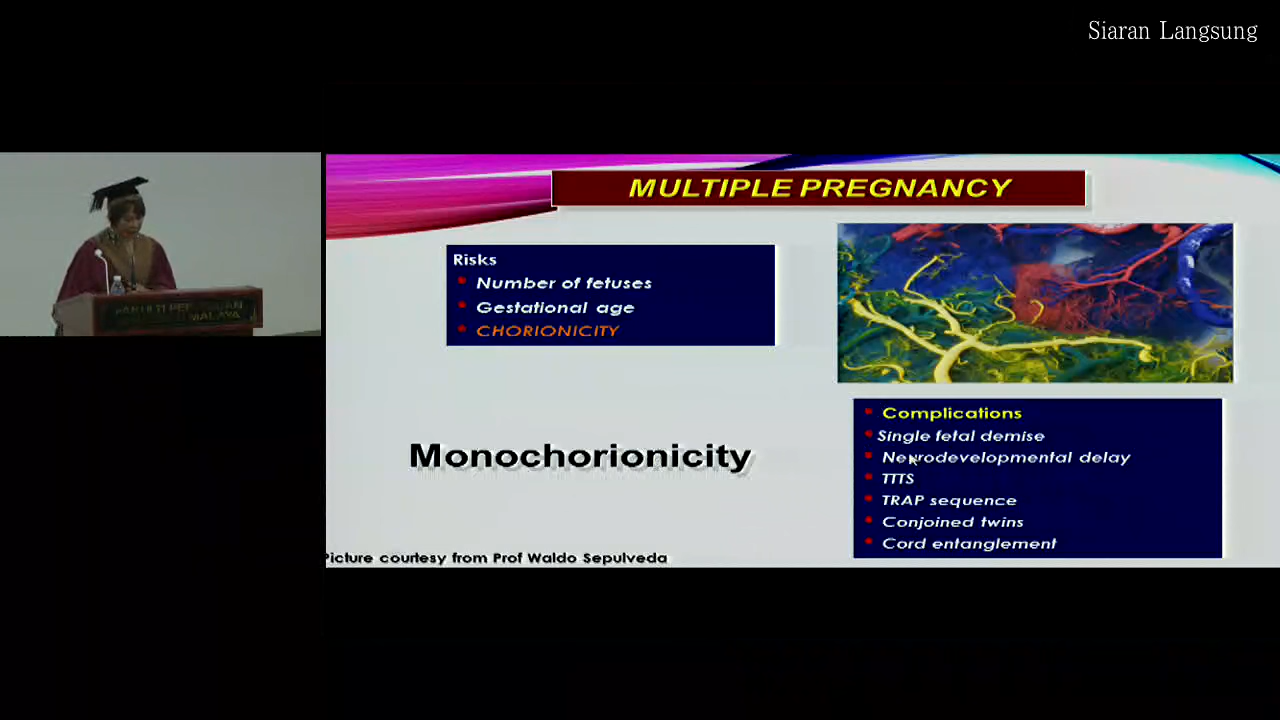 Siaran Langsung
MULTIPLE PREGNANCY
Risks
Number of fetuses
Gestational age
CHORIONICITY
Monochorionicity
Complications
Single fetal demise
Neurodevelopmental delay
TTTS
TRAP sequence
Conjoined twins
Cord entanglement
Picture courtesy from Prof Waldo Sepulveda
MALAYA